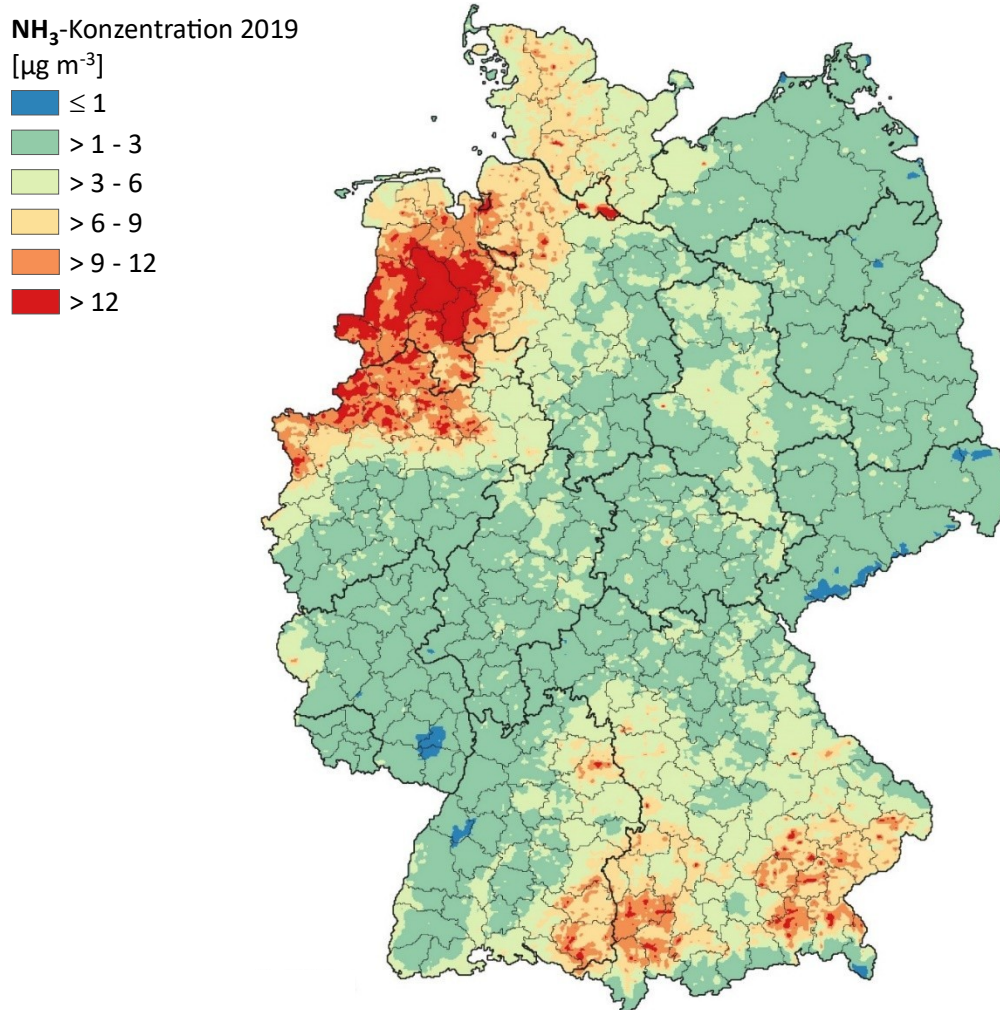 NH₃-Konzentration 2019
[µg m⁻³]
≤ 1
> 1 - 3
> 3 - 6
> 6 - 9
> 9 - 12
> 12